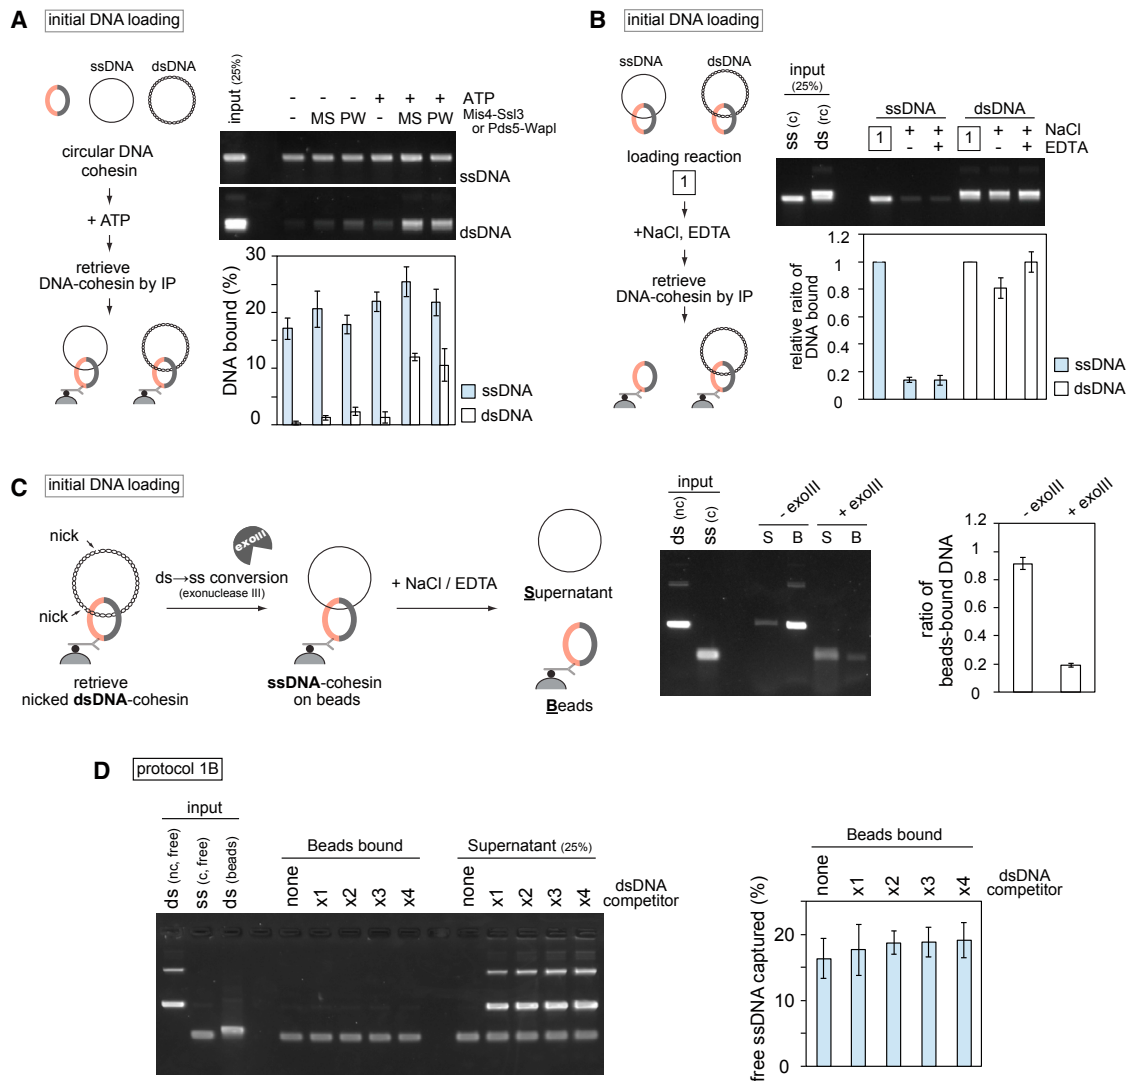 A
initial DNA loading
ssDNA
dsDNA
circular DNA
cohesin
+ ATP
retrieve
DNA-cohesin by IP
input (25%)
- - - + + + ATP
- MS PW - MS PW Mis4-Ssl3
or Pds5-Wapl
ssDNA
dsDNA
DNA bound (%)
30
20
10
0
ssDNA
dsDNA
B
initial DNA loading
ssDNA
dsDNA
loading reaction
1
+NaCl, EDTA
retrieve
DNA-cohesin by IP
input
(25%)
ss (c)
ds (rc)
ssDNA
dsDNA
1 + + 1 + + NaCl
- + - + EDTA
relative raito of
DNA bound
1.2
1
0.8
0.6
0.4
0.2
0
ssDNA
dsDNA
C
initial DNA loading
nick
nick
exoIII
ds→ss conversion
(exonuclease III)
+ NaCl / EDTA
Supernatant
Beads
retrieve
nicked dsDNA-cohesin
ssDNA-cohesin
on beads
input
ds (nc)
ss (c)
- exoIII
+ exoIII
S B S B
- exoIII
+ exoIII
ratio of
beads-bound DNA
1.2
1
0.8
0.6
0.4
0.2
0
D
protocol 1B
input
ds (nc, free)
ss (c, free)
ds (beads)
Beads bound
none x1 x2 x3 x4
Supernatant (25%)
none x1 x2 x3 x4
dsDNA
competitor
Beads bound
none x1 x2 x3 x4
dsDNA
competitor
free ssDNA captured (%)
20
10
0